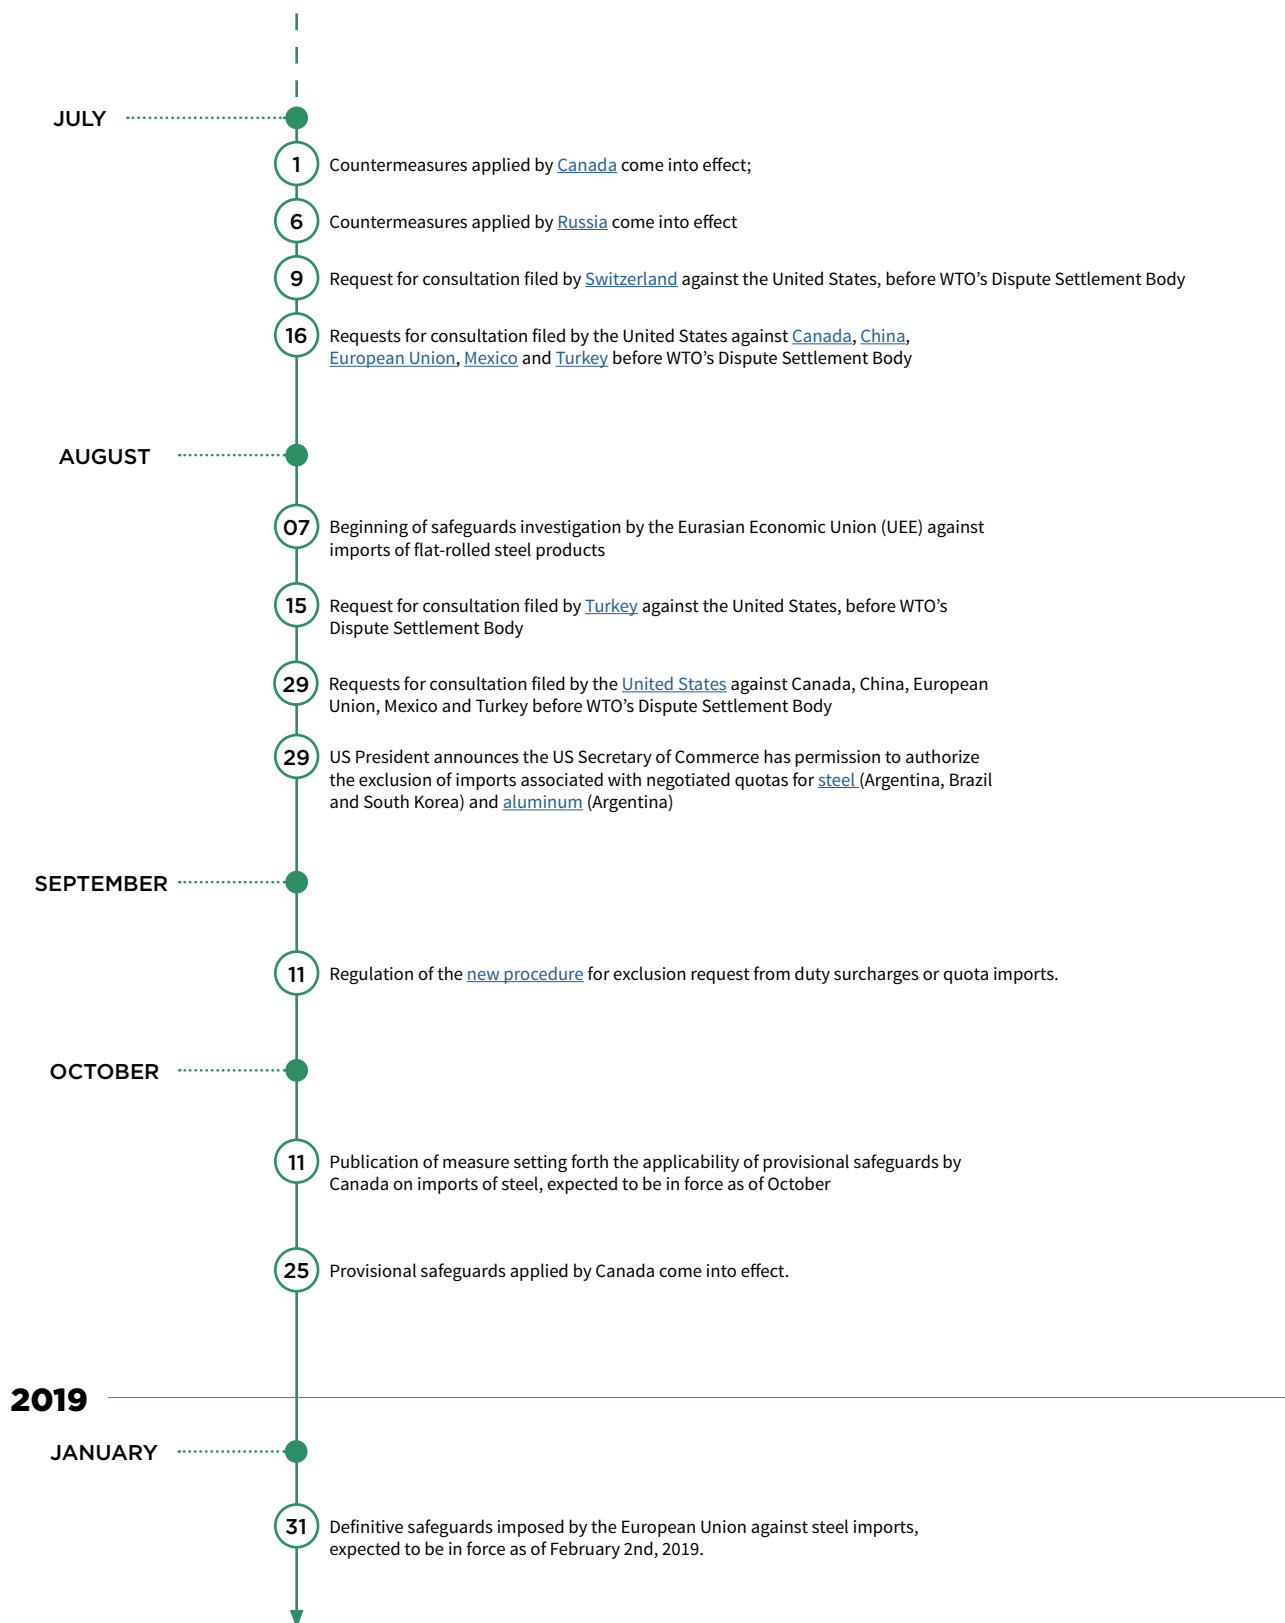 JULY
1
Countermeasures applied by Canada come into effect;
6
Countermeasures applied by Russia come into effect
9
Request for consultation filed by Switzerland against the United States, before WTO's Dispute Settlement Body
16
Requests for consultation filed by the United States against Canada, China,
European Union, Mexico and Turkey before WTO's Dispute Settlement Body
AUGUST
07
Beginning of safeguards investigation by the Eurasian Economic Union (UEE) against
imports of flat-rolled steel products
15
Request for consultation filed by Turkey against the United States, before WTO's
Dispute Settlement Body
29
Requests for consultation filed by the United States against Canada, China, European
Union, Mexico and Turkey before WTO's Dispute Settlement Body
29
US President announces the US Secretary of Commerce has permission to authorize
the exclusion of imports associated with negotiated quotas for steel (Argentina, Brazil
and South Korea) and aluminum (Argentina)
SEPTEMBER
11
Regulation of the new procedure for exclusion request from duty surcharges or quota imports.
OCTOBER
11
Publication of measure setting forth the applicability of provisional safeguards by
Canada on imports of steel, expected to be in force as of October
25
Provisional safeguards applied by Canada come into effect.
2019
JANUARY
31
Definitive safeguards imposed by the European Union against steel imports,
expected to be in force as of February 2nd, 2019.